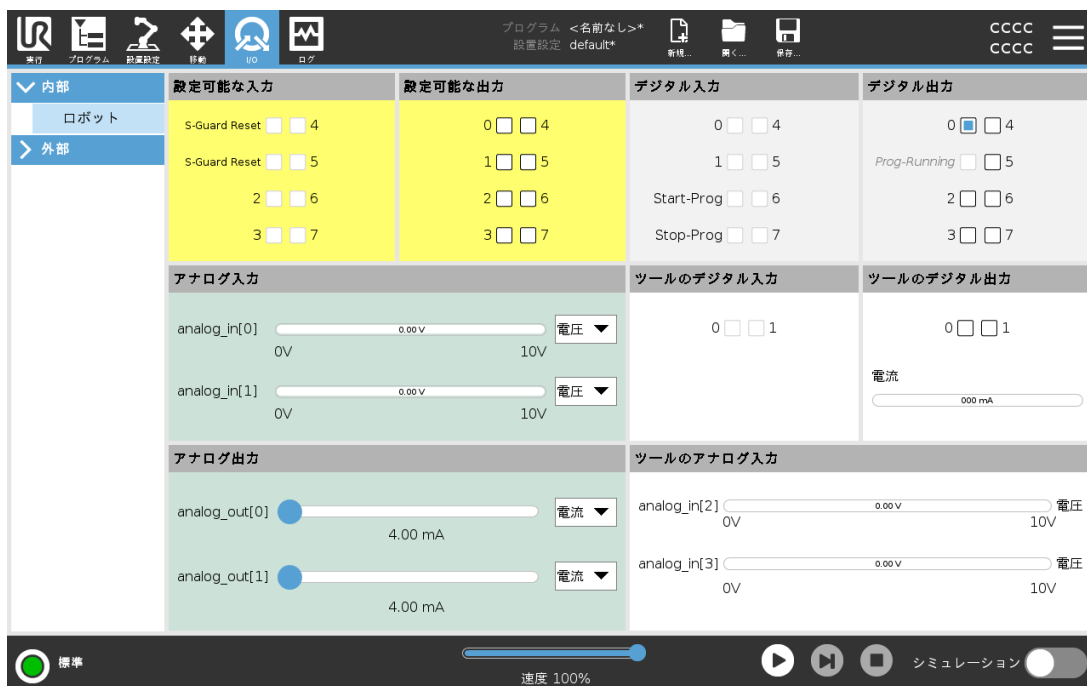 プログラム <名前なし>*
設置設定 default*
CCCC
CCCC
実行 プログラム 設置設定 移動 I/O ログ 新規... 開く... 保存...
内部
ロボット
外部
設定可能な入力
S-Guard Reset 4
S-Guard Reset 5
2 6
3 7
設定可能な出力
0 4
1 5
2 6
3 7
デジタル入力
0 4
1 5
Start-Prog 6
Stop-Prog 7
デジタル出力
0 4
Prog-Running 5
2 6
3 7
アナログ入力
analog_in[0] 0.00 V 電圧
0V 10V
analog_in[1] 0.00 V 電圧
0V 10V
ツールのデジタル入力
0 1
ツールのデジタル出力
0 1
電流
000 mA
アナログ出力
analog_out[0] 電流
4.00 mA
analog_out[1] 電流
4.00 mA
ツールのアナログ入力
analog_in[2] 0.00 V 電圧
0V 10V
analog_in[3] 0.00 V 電圧
0V 10V
標準
速度 100%
シミュレーション